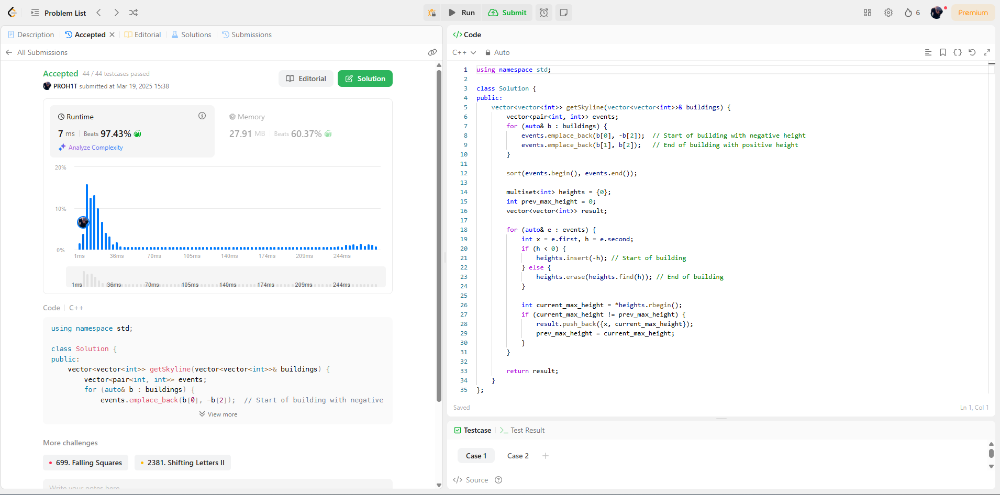 Problem List
Run
Submit
6
Premium
Description
Accepted
Editorial
Solutions
Submissions
All Submissions
Accepted 44 / 44 testcases passed
PROH1T submitted at Mar 19, 2025 15:38
Editorial
Solution
Runtime
7 ms Beats 97.43%
Analyze Complexity
Memory
27.91 MB Beats 60.37%
20%
10%
0%
1ms 36ms 70ms 105ms 140ms 174ms 209ms 244ms
1ms 36ms 70ms 105ms 140ms 174ms 209ms 244ms
Code C++
using namespace std;
class Solution {
public:
    vector<vector<int>> getSkyline(vector<vector<int>>& buildings) {
        vector<pair<int, int>> events;
        for (auto& b : buildings) {
            events.emplace_back(b[0], -b[2]);  // Start of building with negative
View more
More challenges
699. Falling Squares
2381. Shifting Letters II
Write your notes here
</> Code
C++
Auto
1 using namespace std;
2
3 class Solution {
4 public:
5     vector<vector<int>> getSkyline(vector<vector<int>>& buildings) {
6         vector<pair<int, int>> events;
7         for (auto& b : buildings) {
8             events.emplace_back(b[0], -b[2]);  // Start of building with negative height
9             events.emplace_back(b[1], b[2]);   // End of building with positive height
10         }
11
12         sort(events.begin(), events.end());
13
14         multiset<int> heights = {0};
15         int prev_max_height = 0;
16         vector<vector<int>> result;
17
18         for (auto& e : events) {
19             int x = e.first, h = e.second;
20             if (h < 0) {
21                 heights.insert(-h); // Start of building
22             } else {
23                 heights.erase(heights.find(h)); // End of building
24             }
25
26             int current_max_height = *heights.rbegin();
27             if (current_max_height != prev_max_height) {
28                 result.push_back({x, current_max_height});
29                 prev_max_height = current_max_height;
30             }
31         }
32
33         return result;
34     }
35 };
Saved
Ln 1, Col 1
Testcase
Test Result
Case 1
Case 2
</> Source